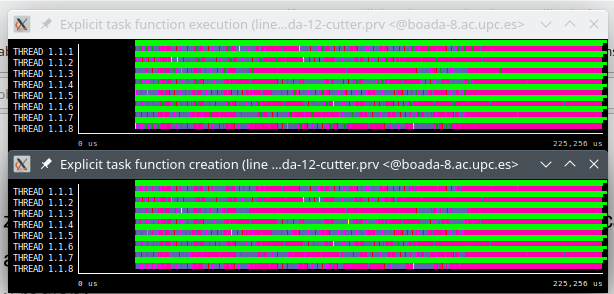 Explicit task function execution (line ...da-12-cutter.prv <@boada-8.ac.upc.es>
THREAD 1.1.1
THREAD 1.1.2
THREAD 1.1.3
THREAD 1.1.4
THREAD 1.1.5
THREAD 1.1.6
THREAD 1.1.7
THREAD 1.1.8
0 us
225,256 us
Explicit task function creation (line ...da-12-cutter.prv <@boada-8.ac.upc.es>
THREAD 1.1.1
THREAD 1.1.2
THREAD 1.1.3
THREAD 1.1.4
THREAD 1.1.5
THREAD 1.1.6
THREAD 1.1.7
THREAD 1.1.8
0 us
225,256 us